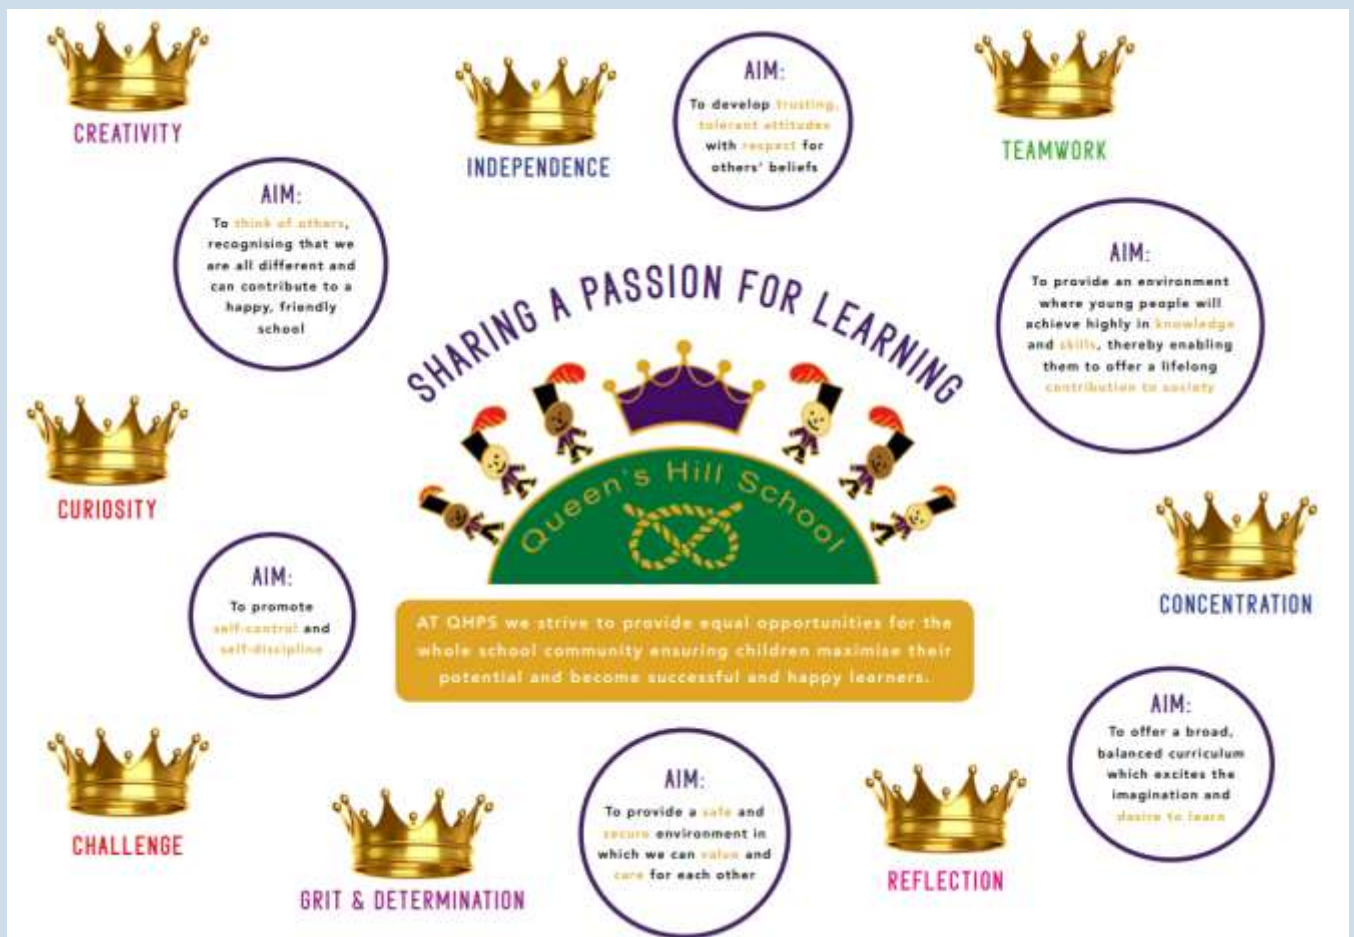 CREATIVITY
INDEPENDENCE
AIM:
To develop trusting,
tolerant attitudes
with respect for
others' beliefs
TEAMWORK
AIM:
To think of others,
recognising that we
are all different and
can contribute to a
happy, friendly
school
AIM:
To provide an environment
where young people will
achieve highly in knowledge
and skills, thereby enabling
them to offer a lifelong
contribution to society
SHARING A PASSION FOR LEARNING
Queen's Hill School
CURIOSITY
CONCENTRATION
AIM:
To promote
self-control and
self-discipline
AT QHPS we strive to provide equal opportunities for the
whole school community ensuring children maximise their
potential and become successful and happy learners.
AIM:
To offer a broad,
balanced curriculum
which excites the
imagination and
desire to learn
CHALLENGE
GRIT & DETERMINATION
AIM:
To provide a safe and
secure environment in
which we can value and
care for each other
REFLECTION